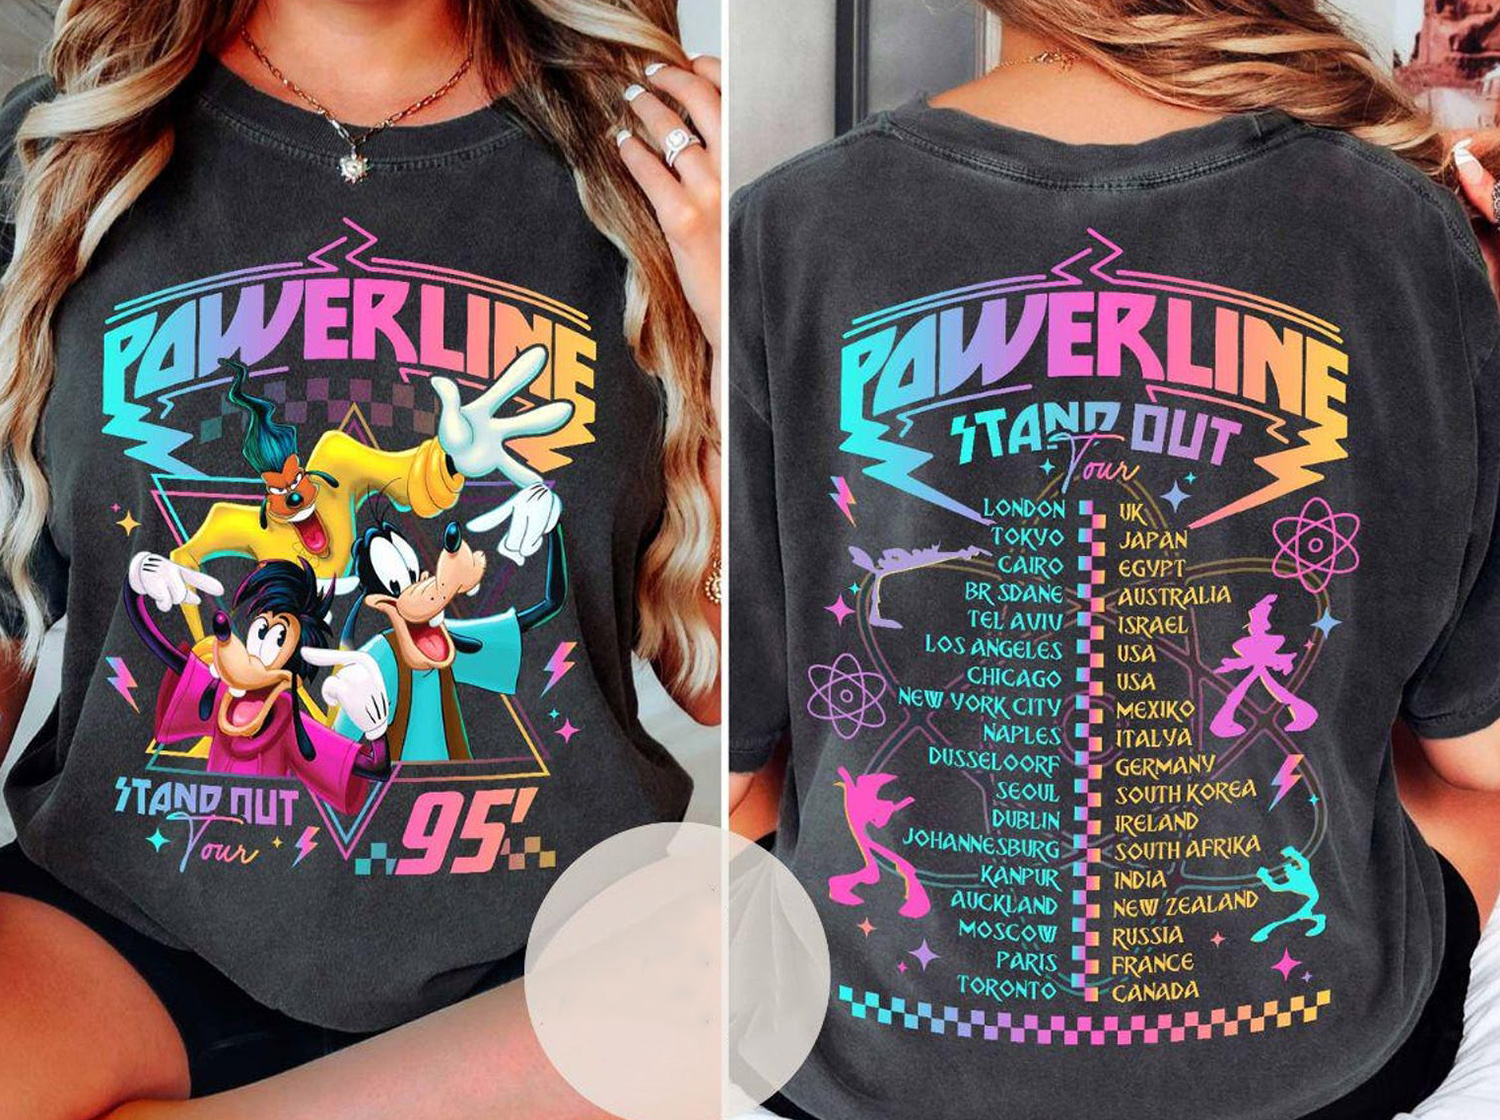 POWERLINE
STAND OUT
Tour
95'
POWERLINE
STAND OUT
Tour
LONDON UK
TOKYO JAPAN
CAIRO EGYPT
BR SDANE AUSTRALIA
TEL AVIV ISRAEL
LOS ANGELES USA
CHICAGO USA
NEW YORK CITY MEXIKO
NAPLES ITALYA
DUSSELOORF GERMANY
SEOUL SOUTH KOREA
DUBLIN IRELAND
JOHANNESBURG SOUTH AFRIKA
KANPUR INDIA
AUCKLAND NEW ZEALAND
MOSCOW RUSSIA
PARIS FRANCE
TORONTO CANADA